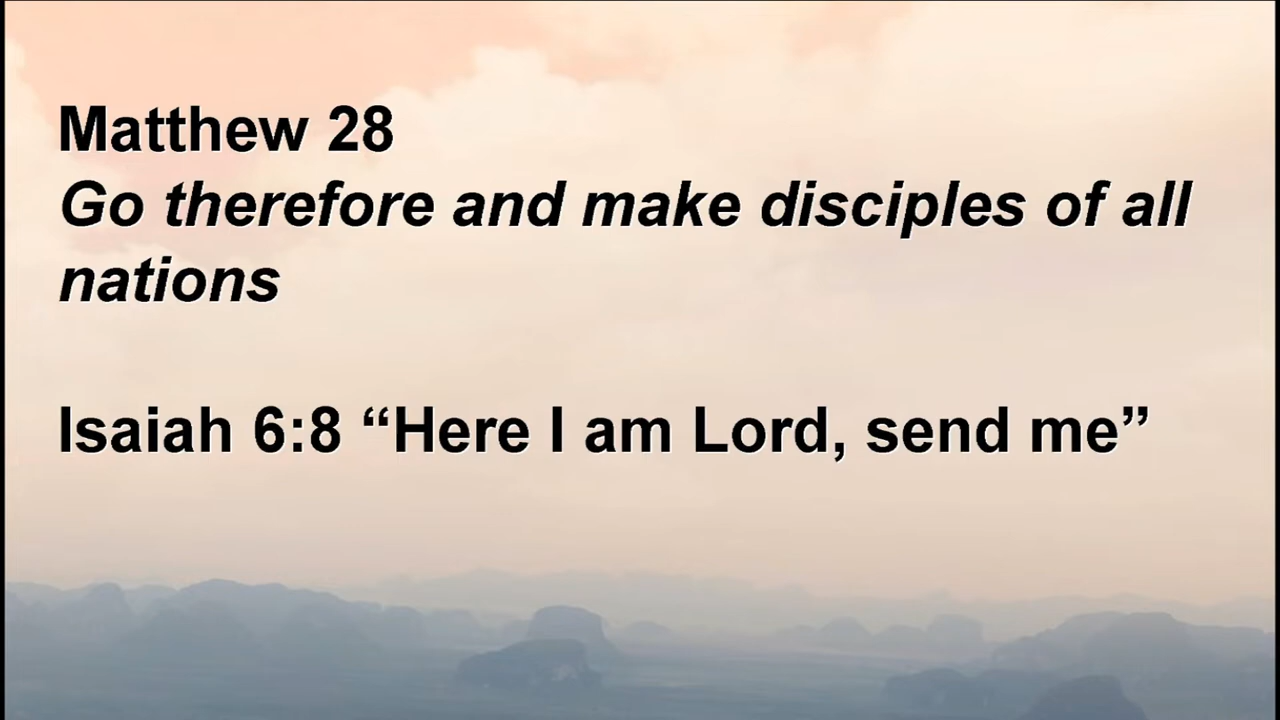 Matthew 28
Go therefore and make disciples of all
nations
Isaiah 6:8 “Here I am Lord, send me”